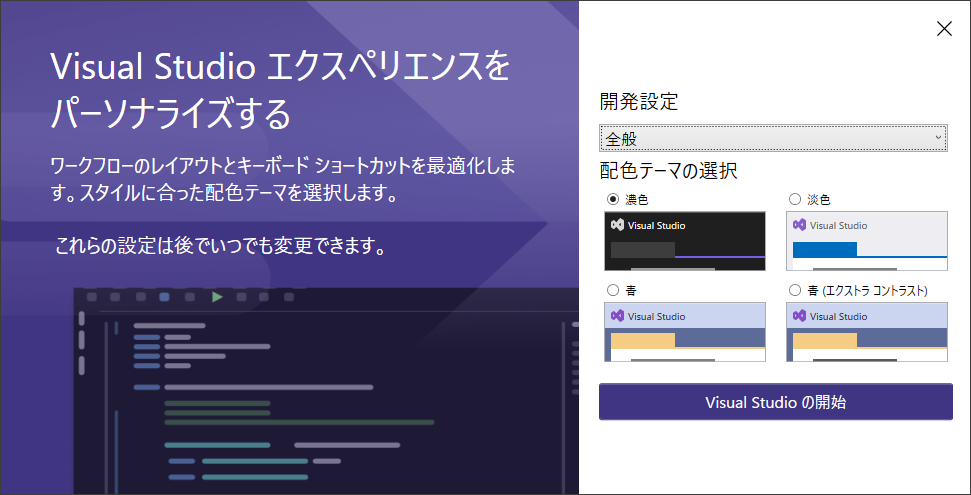 Visual Studio エクスペリエンスを
パーソナライズする
ワークフローのレイアウトとキーボード ショートカットを最適化しま
す。スタイルに合った配色テーマを選択します。
これらの設定は後でいつでも変更できます。
開発設定
全般
配色テーマの選択
濃色
淡色
Visual Studio
Visual Studio
青
青 (エクストラ コントラスト)
Visual Studio
Visual Studio
Visual Studio の開始